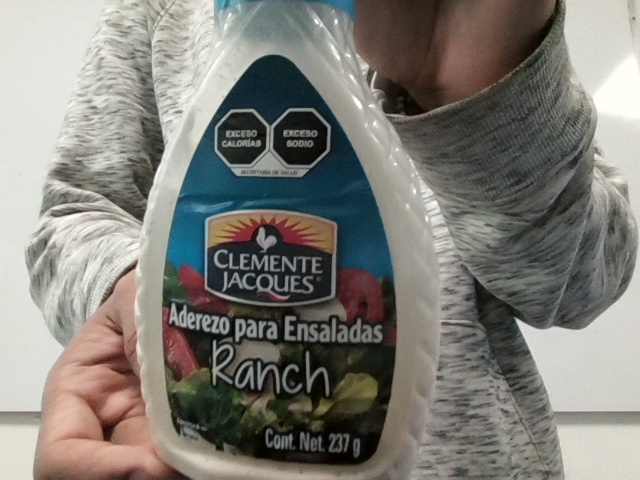 EXCESO
CALORÍAS
EXCESO
SODIO
SECRETARÍA DE SALUD
CLEMENTE
JACQUES®
Aderezo para Ensaladas
Ranch
Cont. Net. 237 g